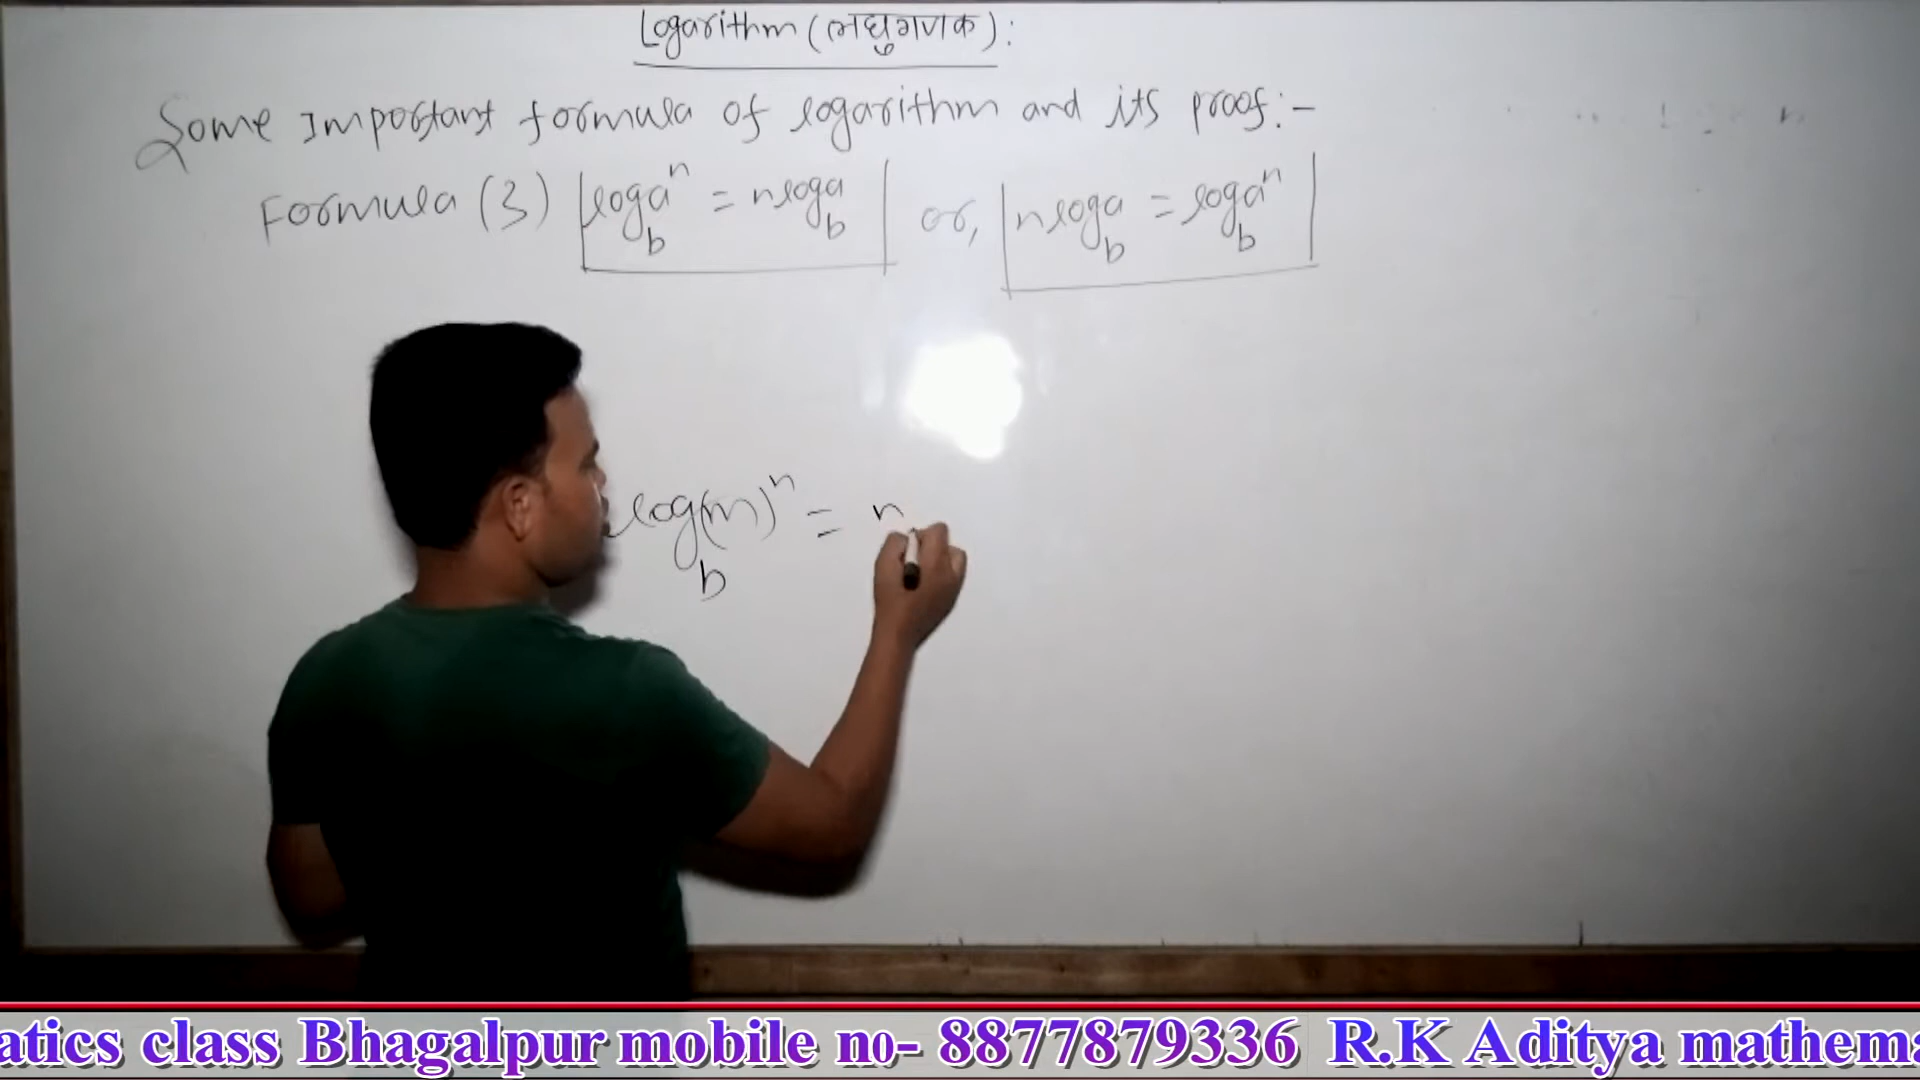 Logarithm (लघुगणक):
Some Important formula of logarithm and its proof:-
Formula (3) log_b a^n = n log_b a or, n log_b a = log_b a^n
log_b (m)^n = n
atics class Bhagalpur mobile no- 8877879336 R.K Aditya mathema